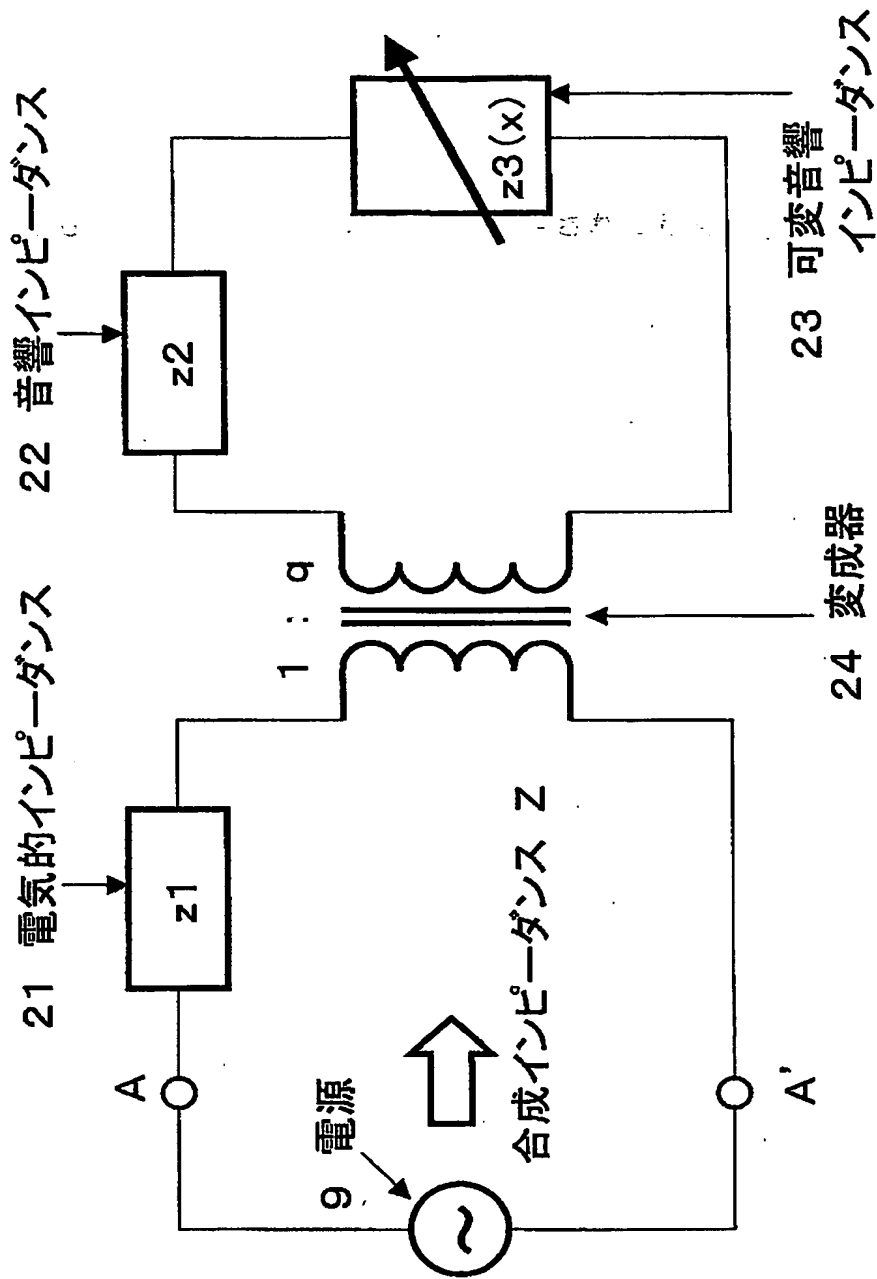 21 電気的インピーダンス
22 音響インピーダンス
z1
z2
1 : q
A
9 電源
合成インピーダンス Z
z3(x)
A'
24 変成器
23 可変音響
インピーダンス